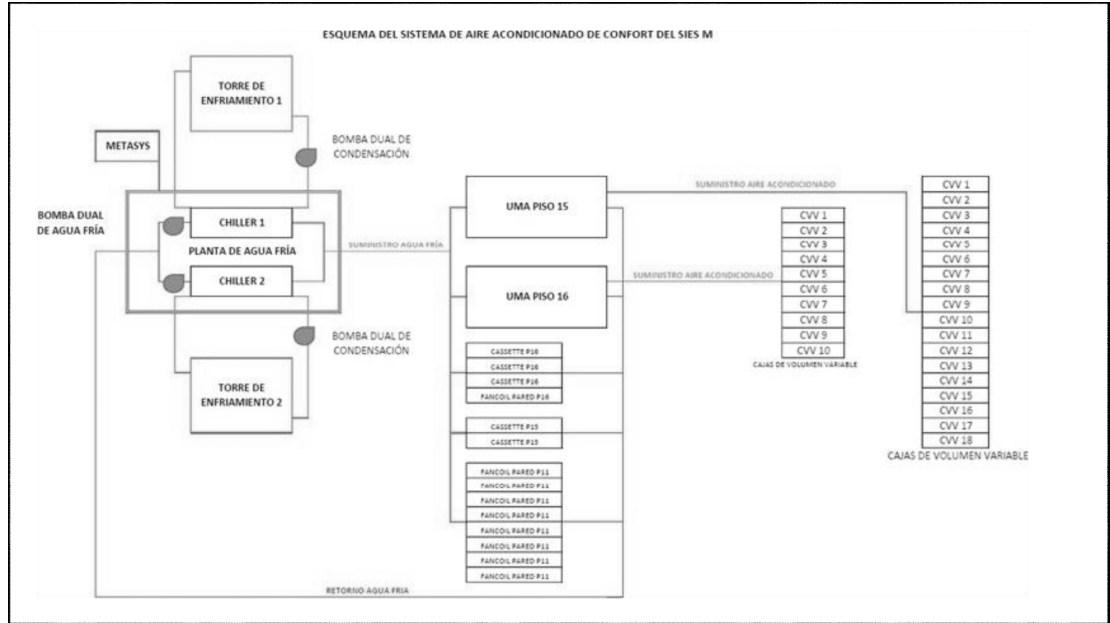 ESQUEMA DEL SISTEMA DE AIRE ACONDICIONADO DE CONFORT DEL SIES M
TORRE DE
ENFRIAMIENTO 1
BOMBA DUAL DE
CONDENSACIÓN
METASYS
BOMBA DUAL
DE AGUA FRÍA
CHILLER 1
PLANTA DE AGUA FRÍA
CHILLER 2
SUMINISTRO AGUA FRÍA
BOMBA DUAL DE
CONDENSACIÓN
TORRE DE
ENFRIAMIENTO 2
UMA PISO 15
SUMINISTRO AIRE ACONDICIONADO
UMA PISO 16
SUMINISTRO AIRE ACONDICIONADO
CASSETTE P16
CASSETTE P16
CASSETTE P16
FANCOIL PARED P16
CASSETTE P15
CASSETTE P15
FANCOIL PARED P11
FANCOIL PARED P11
FANCOIL PARED P11
FANCOIL PARED P11
FANCOIL PARED P11
FANCOIL PARED P11
FANCOIL PARED P11
FANCOIL PARED P11
RETORNO AGUA FRIA
CVV 1
CVV 2
CVV 3
CVV 4
CVV 5
CVV 6
CVV 7
CVV 8
CVV 9
CVV 10
CAJAS DE VOLUMEN VARIABLE
CVV 1
CVV 2
CVV 3
CVV 4
CVV 5
CVV 6
CVV 7
CVV 8
CVV 9
CVV 10
CVV 11
CVV 12
CVV 13
CVV 14
CVV 15
CVV 16
CVV 17
CVV 18
CAJAS DE VOLUMEN VARIABLE